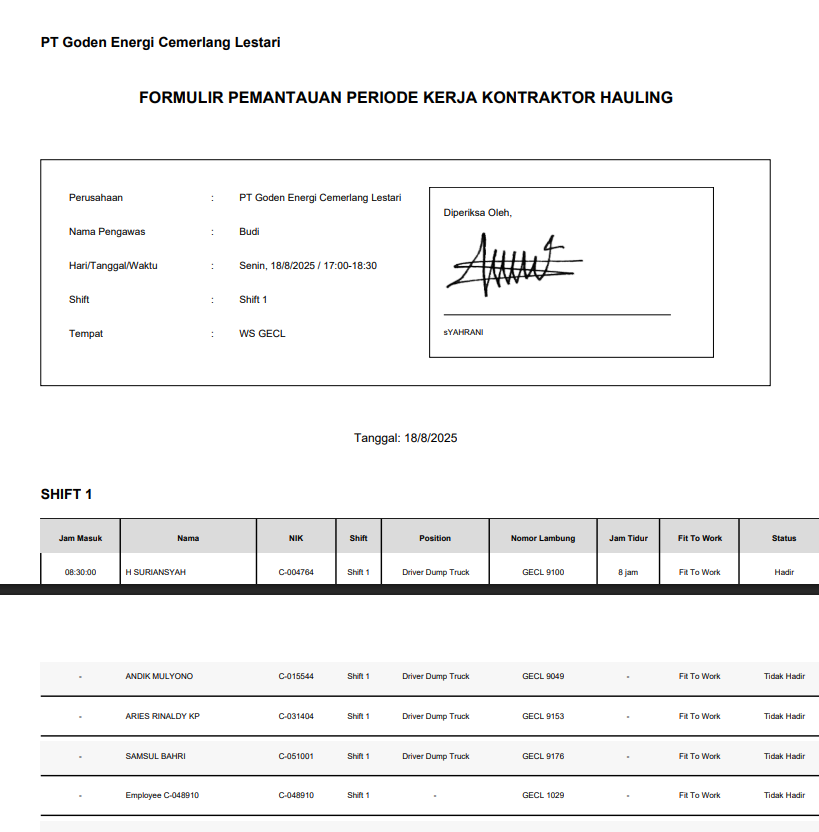 PT Goden Energi Cemerlang Lestari
FORMULIR PEMANTAUAN PERIODE KERJA KONTRAKTOR HAULING
Perusahaan : PT Goden Energi Cemerlang Lestari
Nama Pengawas : Budi
Hari/Tanggal/Waktu : Senin, 18/8/2025 / 17:00-18:30
Shift : Shift 1
Tempat : WS GECL
Diperiksa Oleh,
sYAHRANI
Tanggal: 18/8/2025
SHIFT 1
Jam Masuk Nama NIK Shift Position Nomor Lambung Jam Tidur Fit To Work Status
08:30:00 H SURIANSYAH C-004764 Shift 1 Driver Dump Truck GECL 9100 8 jam Fit To Work Hadir
- ANDIK MULYONO C-015544 Shift 1 Driver Dump Truck GECL 9049 - Fit To Work Tidak Hadir
- ARIES RINALDY KP C-031404 Shift 1 Driver Dump Truck GECL 9153 - Fit To Work Tidak Hadir
- SAMSUL BAHRI C-051001 Shift 1 Driver Dump Truck GECL 9176 - Fit To Work Tidak Hadir
- Employee C-048910 C-048910 Shift 1 - GECL 1029 - Fit To Work Tidak Hadir